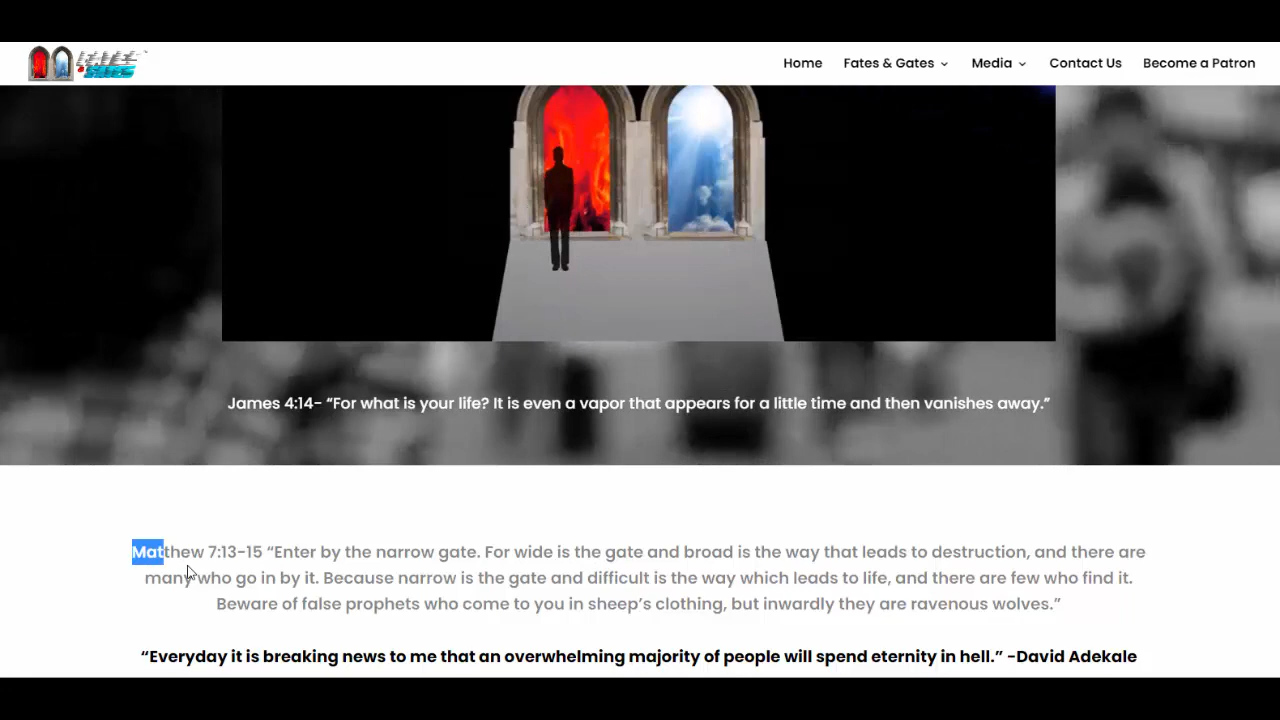 Home Fates & Gates Media Contact Us Become a Patron
James 4:14- “For what is your life? It is even a vapor that appears for a little time and then vanishes away.”
Matthew 7:13-15 “Enter by the narrow gate. For wide is the gate and broad is the way that leads to destruction, and there are
many who go in by it. Because narrow is the gate and difficult is the way which leads to life, and there are few who find it.
Beware of false prophets who come to you in sheep’s clothing, but inwardly they are ravenous wolves.”
“Everyday it is breaking news to me that an overwhelming majority of people will spend eternity in hell.” -David Adekale